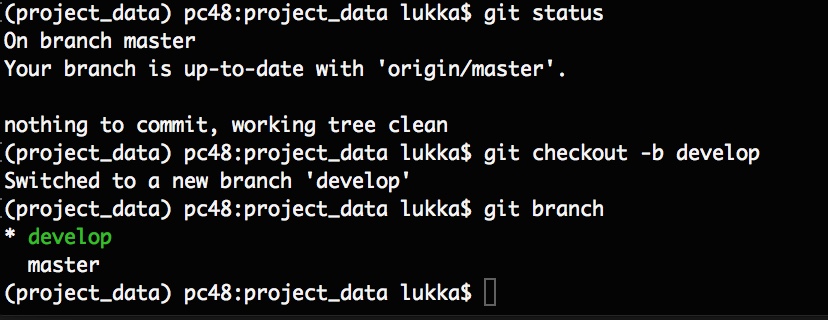 (project_data) pc48:project_data lukka$ git status
On branch master
Your branch is up-to-date with 'origin/master'.

nothing to commit, working tree clean
(project_data) pc48:project_data lukka$ git checkout -b develop
Switched to a new branch 'develop'
(project_data) pc48:project_data lukka$ git branch
* develop
  master
(project_data) pc48:project_data lukka$